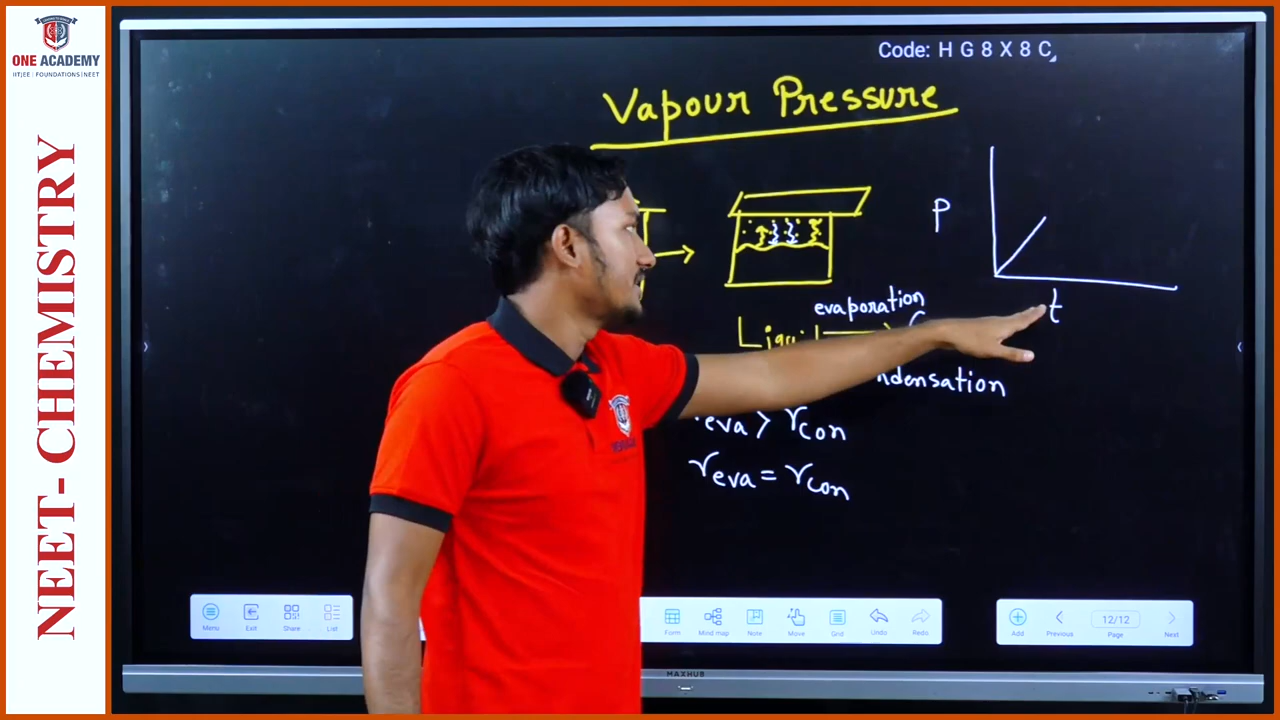 ONE ACADEMY
IIT|EE | FOUNDATIONS|NEET
NEET- CHEMISTRY
Code: H G 8 X 8 C
Vapour Pressure
P
t
evaporation
ndensation
eva > rcon
reva = rcon
Menu
Exit
Share
List
Form
Mind map
Note
Move
Grid
Undo
Redo
Add
Previous
12/12
Page
Next
MAXHUB